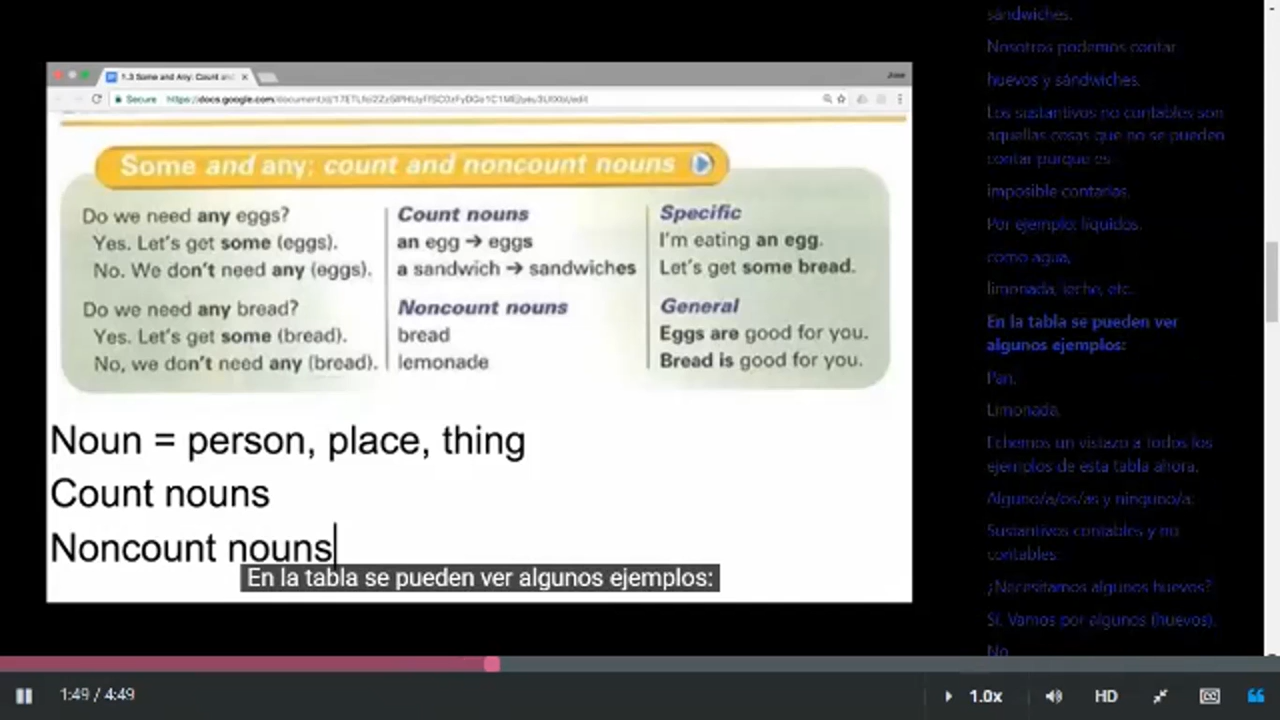 1.3 Some and Any: Count and
Jose
Secure
Some and any; count and noncount nouns
Do we need any eggs?
Yes. Let's get some (eggs).
No. We don't need any (eggs).
Do we need any bread?
Yes. Let's get some (bread).
No, we don't need any (bread).
Count nouns
an egg → eggs
a sandwich → sandwiches
Noncount nouns
bread
lemonade
Specific
I'm eating an egg.
Let's get some bread.
General
Eggs are good for you.
Bread is good for you.
Noun = person, place, thing
Count nouns
Noncount nouns
En la tabla se pueden ver algunos ejemplos:
sándwiches.
Nosotros podemos contar
huevos y sándwiches.
Los sustantivos no contables son
aquellas cosas que no se pueden
contar porque es
imposible contarlas.
Por ejemplo: líquidos,
como agua,
limonada, leche, etc.
En la tabla se pueden ver
algunos ejemplos:
Pan.
Limonada.
Echemos un vistazo a todos los
ejemplos de esta tabla ahora.
Alguno/a/os/as y ninguno/a:
Sustantivos contables y no
contables:
¿Necesitamos algunos huevos?
Sí. Vamos por algunos (huevos).
No.
1:49 / 4:49
1.0x
HD
CC